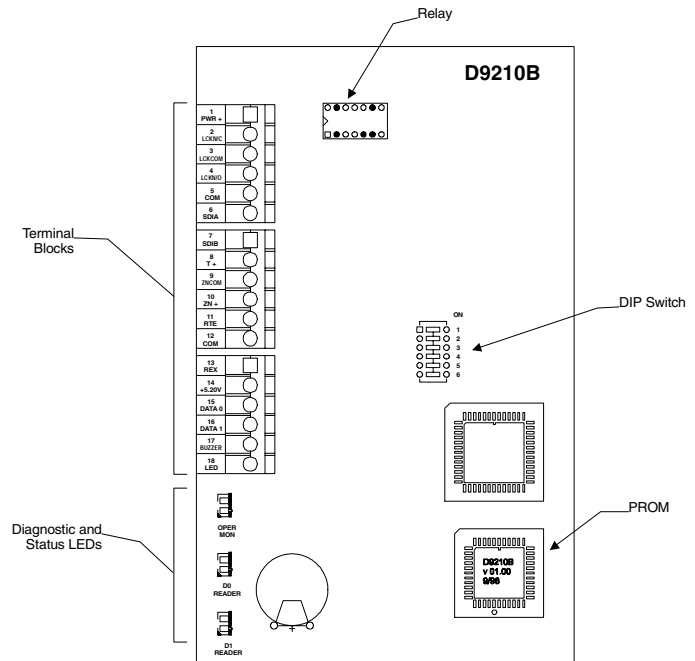 Relay
D9210B
1
PWR +
2
LCKN/C
3
LCKCOM
4
LCKN/O
5
COM
6
SDIA
7
SDIB
8
T +
9
ZNCOM
10
ZN +
11
RTE
12
COM
13
REX
14
+5.20V
15
DATA 0
16
DATA 1
17
BUZZER
18
LED
Terminal
Blocks
DIP Switch
ON
1
2
3
4
5
6
PROM
D9210B
v 01.00
9/96
Diagnostic and
Status LEDs
OPER
MON
D0
READER
D1
READER
+